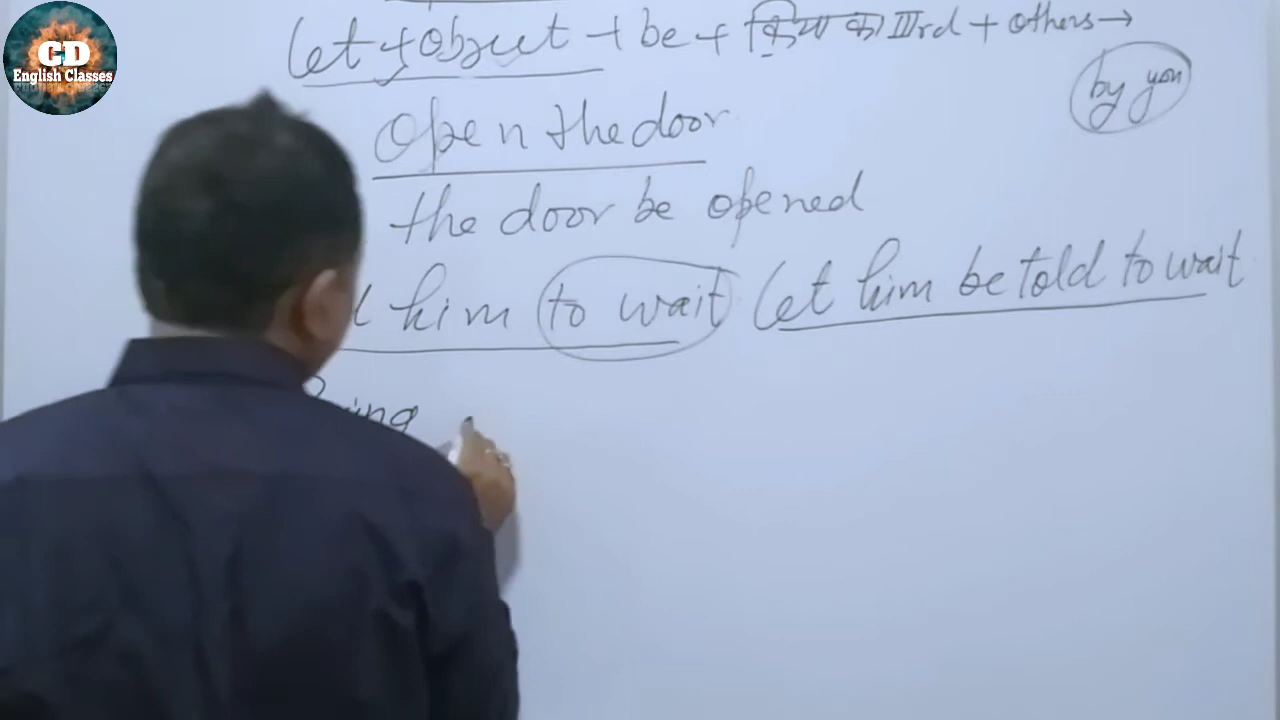 CD
English Classes
Let + object + be + क्रिया का IIIrd + others →
by you
Open the door
the door be opened
him to wait Let him be told to wait